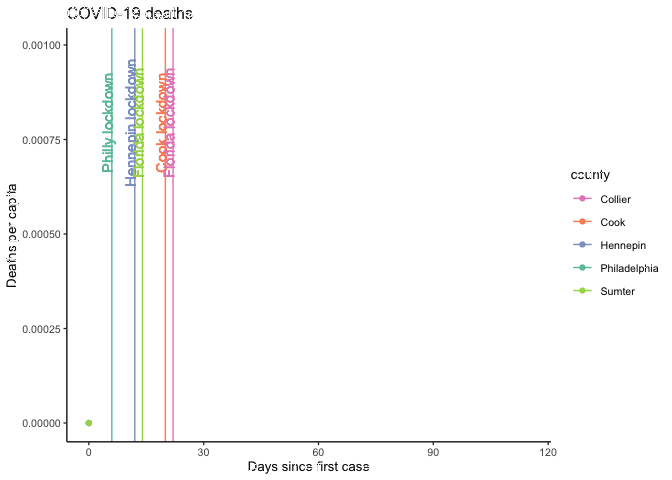 COVID-19 deaths
0.00100
0.00075
0.00050
0.00025
0.00000
Deaths per capita
Philly lockdown
Hennepin lockdown
Florida lockdown
Cook lockdown
Florida lockdown
0
30
60
90
120
Days since first case
county
Collier
Cook
Hennepin
Philadelphia
Sumter